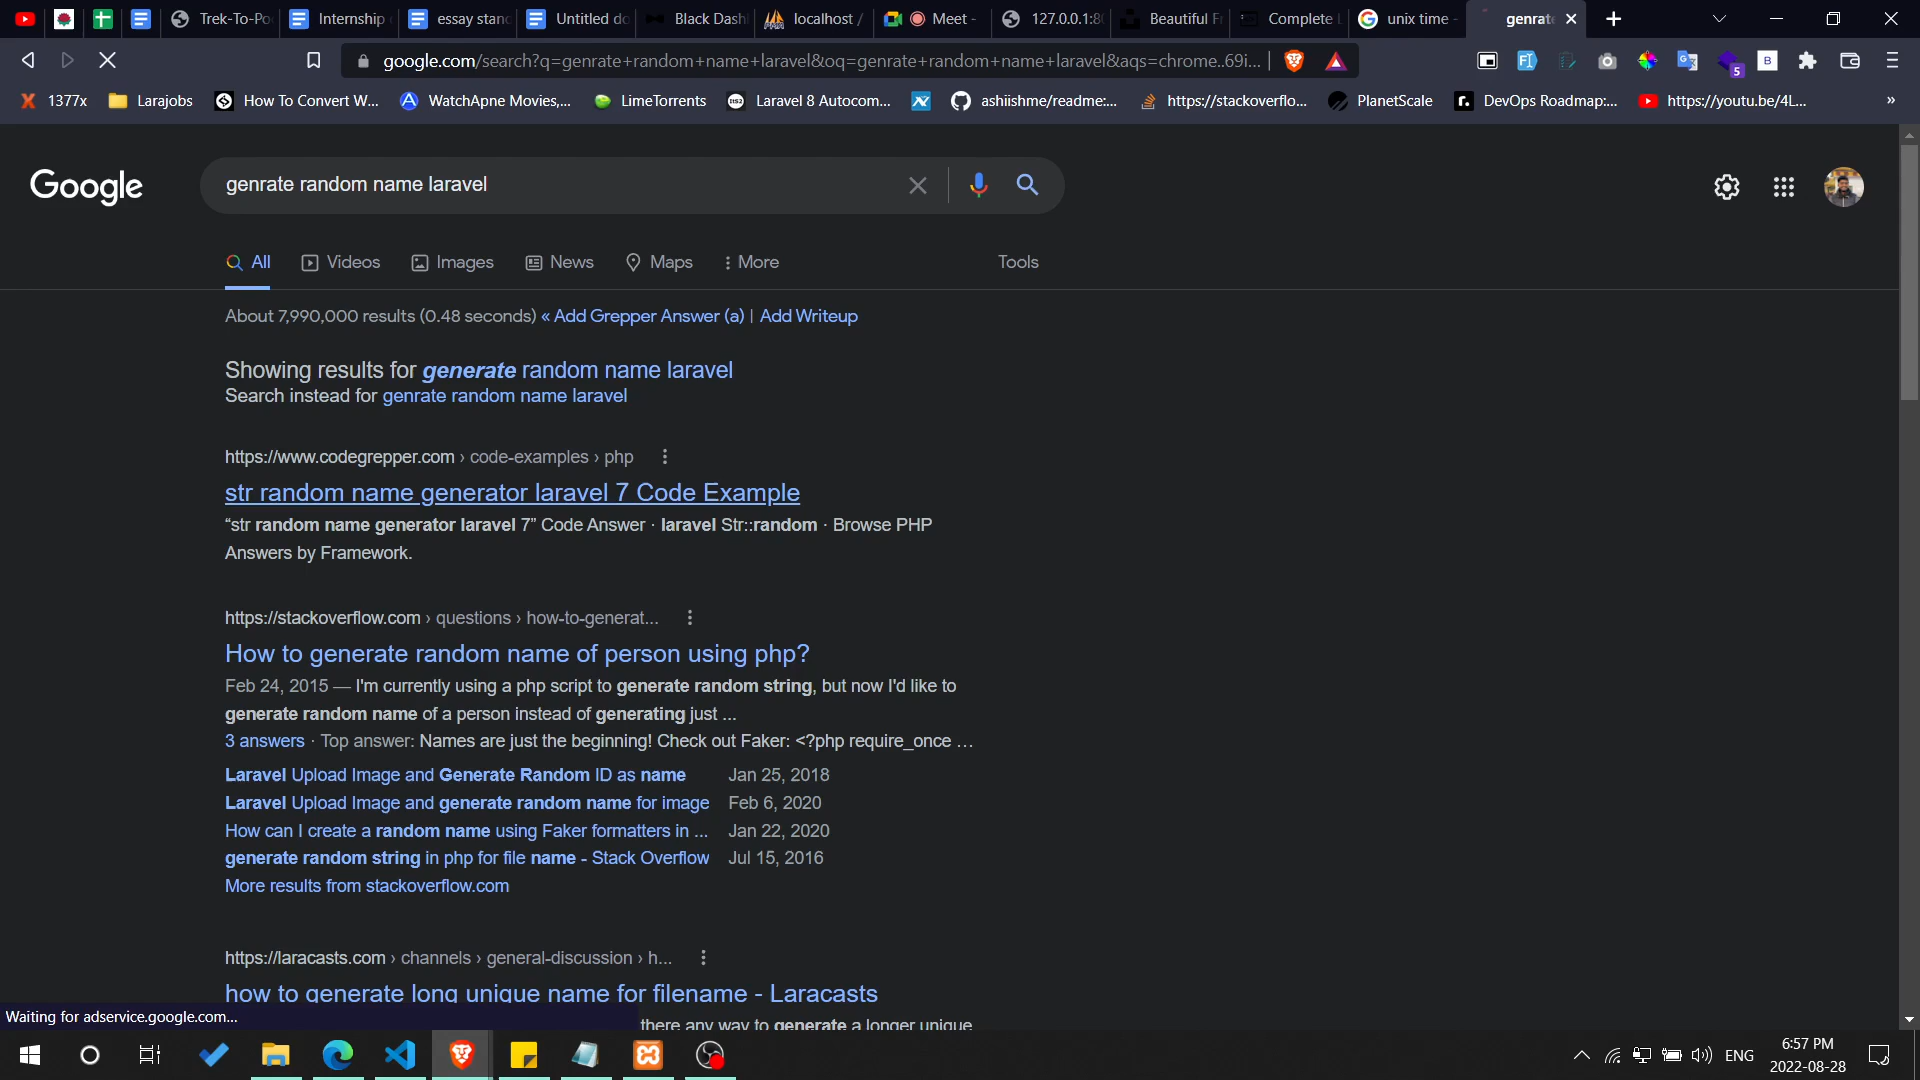 Trek-To-Po
Internship
essay stand
Untitled do
Black Dash
localhost /
Meet -
127.0.0.1:80
Beautiful Fr
Complete L
unix time -
genrate
google.com/search?q=genrate+random+name+laravel&oq=genrate+random+name+laravel&aqs=chrome..69i...
5
B
1377x
Larajobs
How To Convert W...
WatchApne Movies,...
LimeTorrents
Laravel 8 Autocom...
ashiishme/readme:...
https://stackoverflo...
PlanetScale
DevOps Roadmap:...
https://youtu.be/4L...
»
Google
genrate random name laravel
All
Videos
Images
News
Maps
More
Tools
About 7,990,000 results (0.48 seconds) « Add Grepper Answer (a) | Add Writeup
Showing results for generate random name laravel
Search instead for genrate random name laravel
https://www.codegrepper.com › code-examples › php
str random name generator laravel 7 Code Example
“str random name generator laravel 7” Code Answer · laravel Str::random · Browse PHP
Answers by Framework.
https://stackoverflow.com › questions › how-to-generat...
How to generate random name of person using php?
Feb 24, 2015 — I'm currently using a php script to generate random string, but now I'd like to
generate random name of a person instead of generating just ...
3 answers · Top answer: Names are just the beginning! Check out Faker: <?php require_once ...
Laravel Upload Image and Generate Random ID as name Jan 25, 2018
Laravel Upload Image and generate random name for image Feb 6, 2020
How can I create a random name using Faker formatters in ... Jan 22, 2020
generate random string in php for file name - Stack Overflow Jul 15, 2016
More results from stackoverflow.com
https://laracasts.com › channels › general-discussion › h...
how to generate long unique name for filename - Laracasts
there any way to generate a longer unique
Waiting for adservice.google.com...
ENG
6:57 PM
2022-08-28